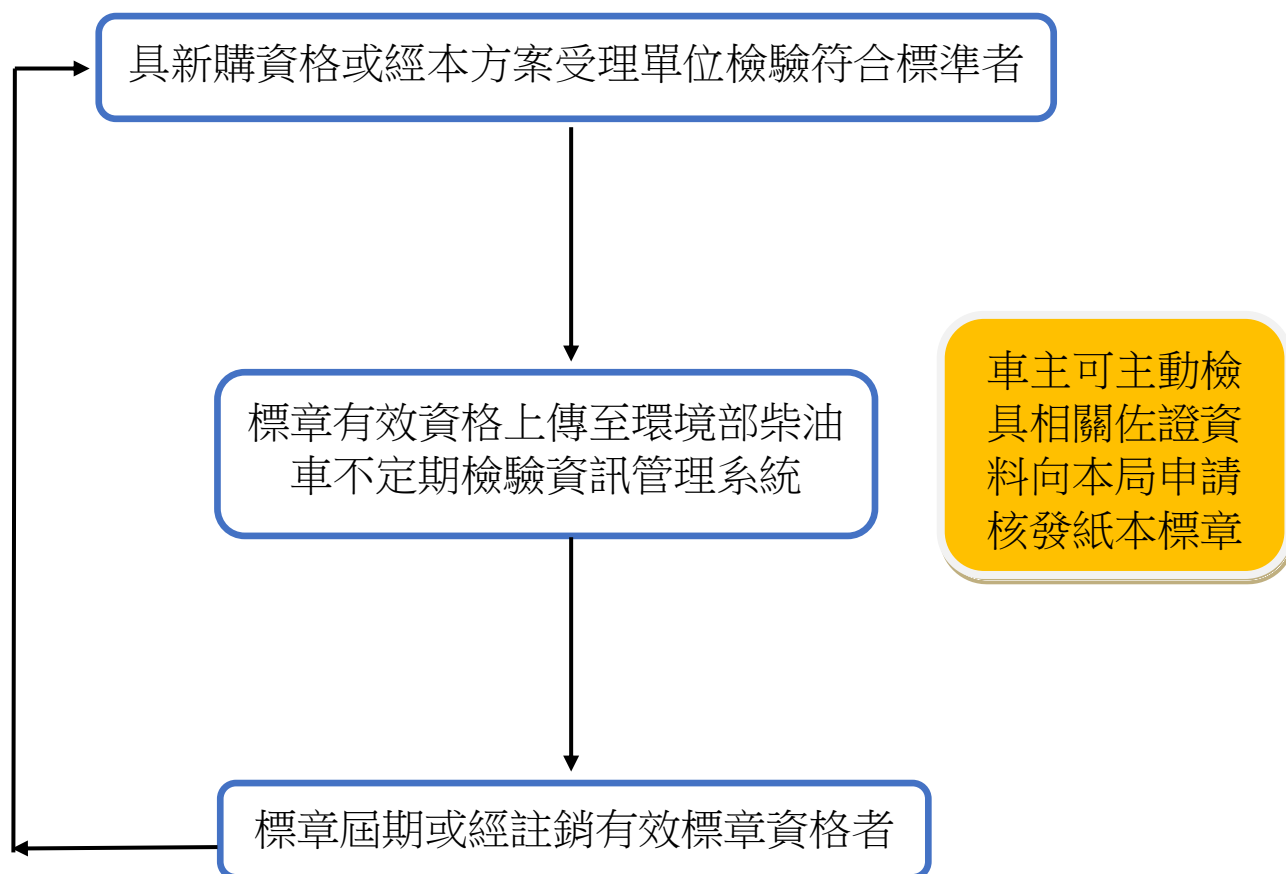 具新購資格或經本方案受理單位檢驗符合標準者
標章有效資格上傳至環境部柴油
車不定期檢驗資訊管理系統
車主可主動檢
具相關佐證資
料向本局申請
核發紙本標章
標章屆期或經註銷有效標章資格者